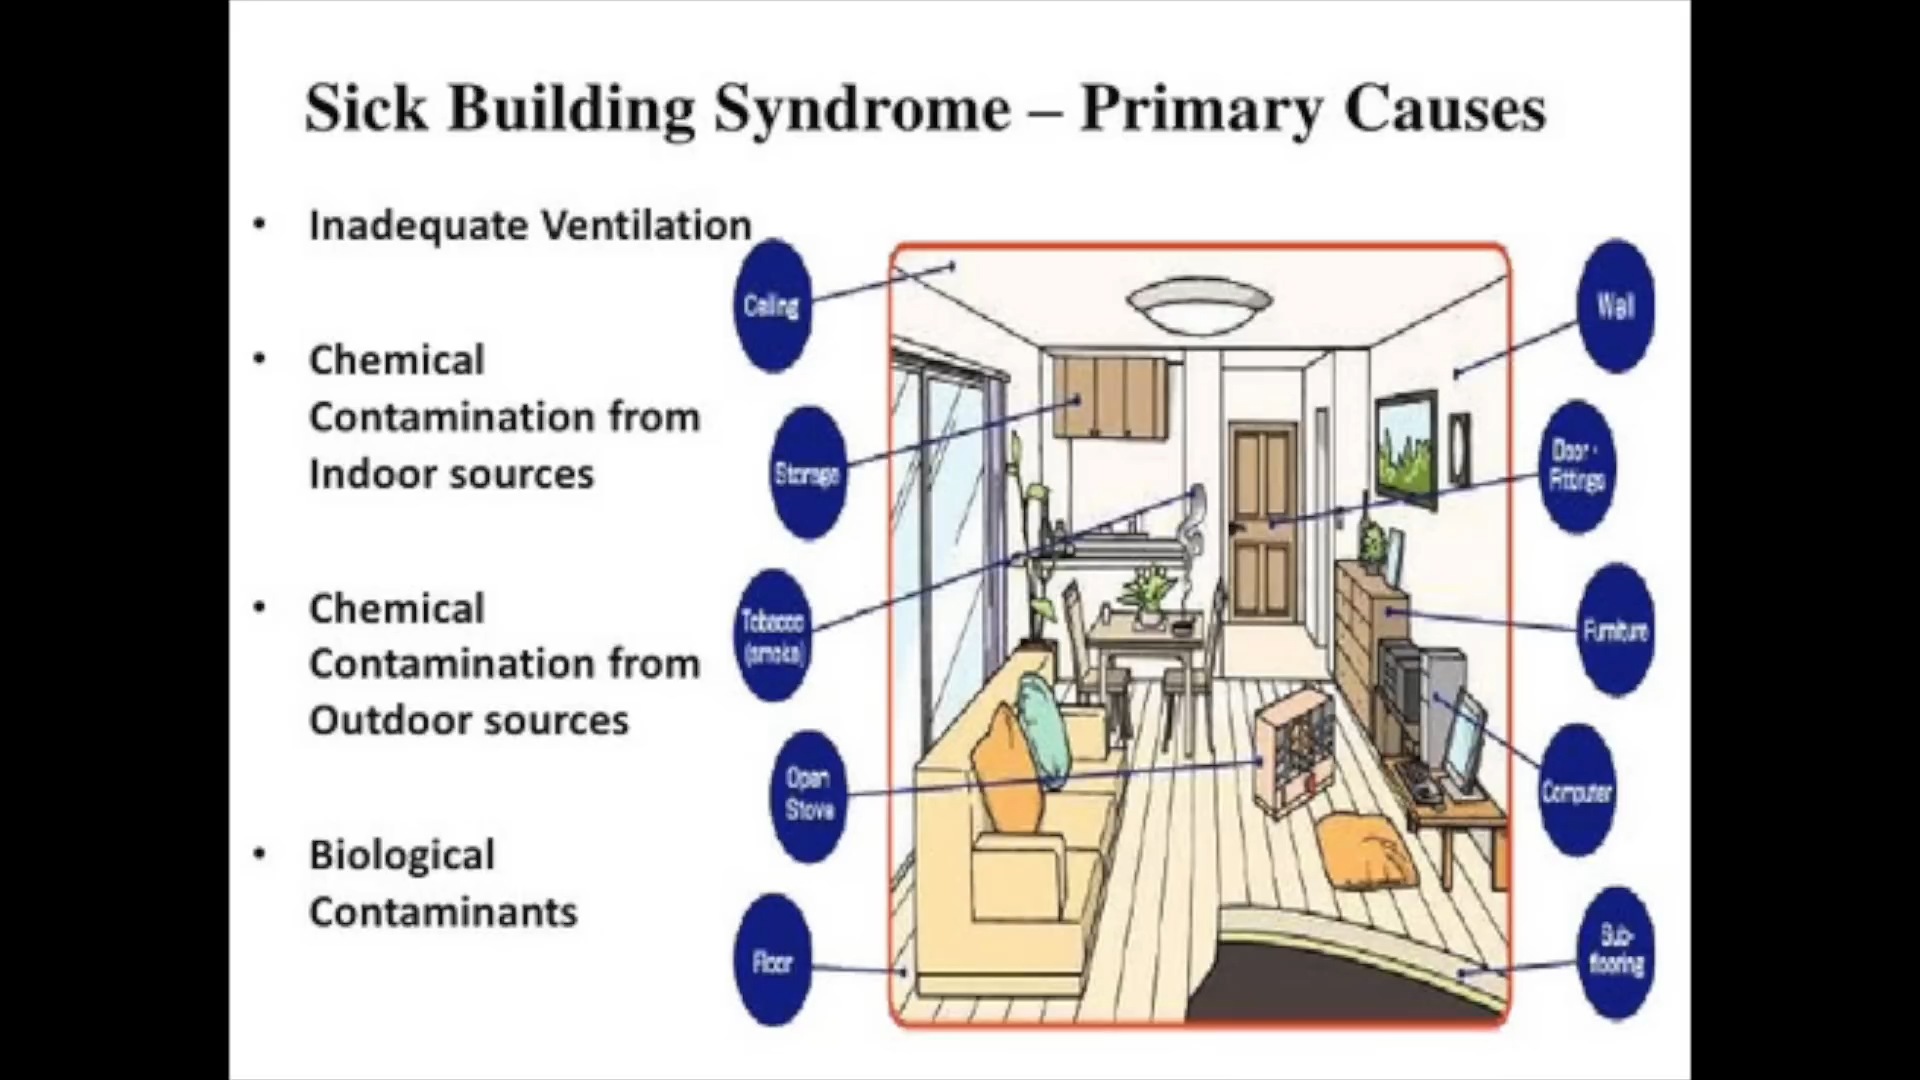 Sick Building Syndrome – Primary Causes
• Inadequate Ventilation
• Chemical
Contamination from
Indoor sources
• Chemical
Contamination from
Outdoor sources
• Biological
Contaminants
Ceiling
Storage
Tobacco
(smoke)
Open
Stove
Floor
Wall
Door ·
Fittings
Furniture
Computer
Sub-
flooring